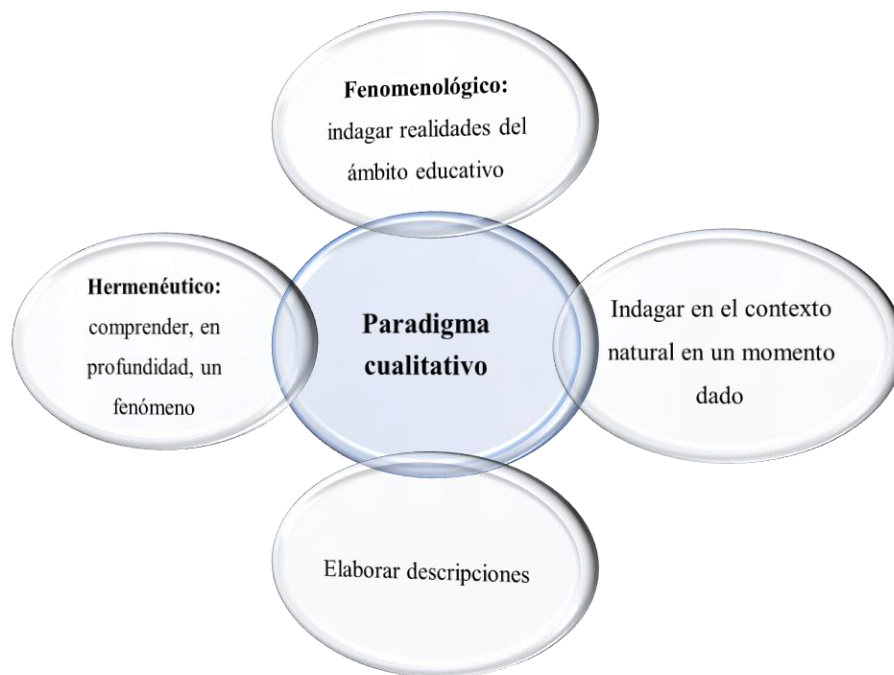 Fenomenológico:
indagar realidades del
ámbito educativo
Hermenéutico:
comprender, en
profundidad, un
fenómeno
Paradigma
cualitativo
Indagar en el contexto
natural en un momento
dado
Elaborar descripciones